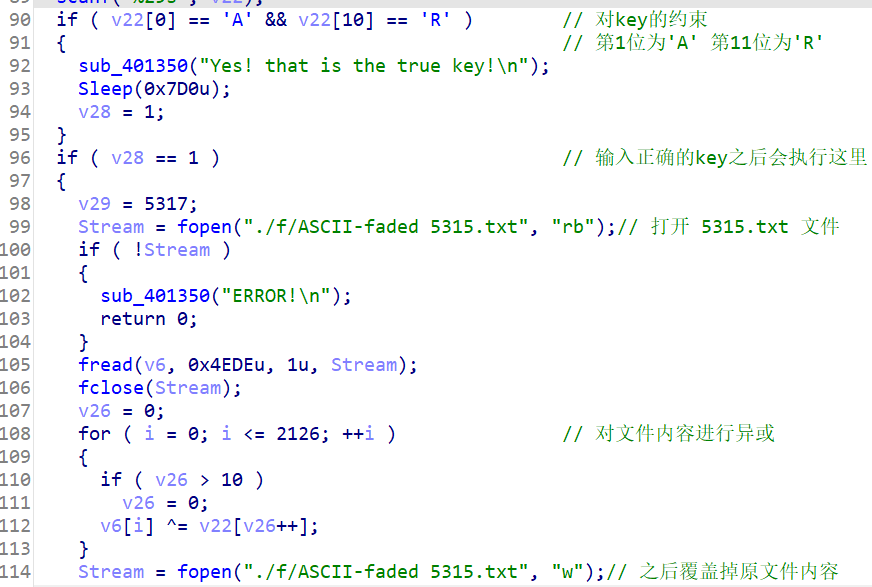 90 if ( v22[0] == 'A' && v22[10] == 'R' ) // 对key的约束
91 { // 第1位为'A' 第11位为'R'
92 sub_401350("Yes! that is the true key!\n");
93 Sleep(0x7D0u);
94 v28 = 1;
95 }
96 if ( v28 == 1 ) // 输入正确的key之后会执行这里
97 {
98 v29 = 5317;
99 Stream = fopen("./f/ASCII-faded 5315.txt", "rb");// 打开 5315.txt 文件
100 if ( !Stream )
101 {
102 sub_401350("ERROR!\n");
103 return 0;
104 }
105 fread(v6, 0x4EDEu, 1u, Stream);
106 fclose(Stream);
107 v26 = 0;
108 for ( i = 0; i <= 2126; ++i ) // 对文件内容进行异或
109 {
110 if ( v26 > 10 )
111 v26 = 0;
112 v6[i] ^= v22[v26++];
113 }
114 Stream = fopen("./f/ASCII-faded 5315.txt", "w");// 之后覆盖掉原文件内容